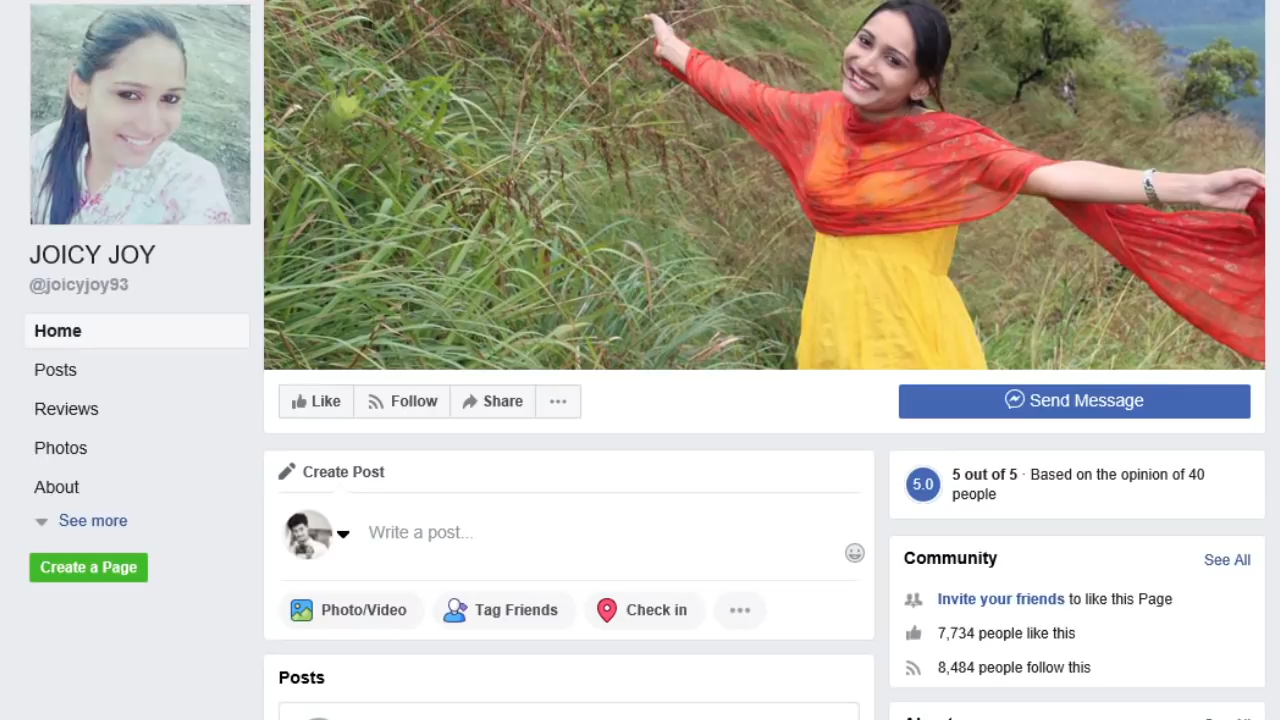 JOICY JOY
@joicyjoy93
Home
Posts
Reviews
Photos
About
See more
Create a Page
Like
Follow
Share
Send Message
Create Post
Write a post...
Photo/Video
Tag Friends
Check in
Posts
5.0
5 out of 5 · Based on the opinion of 40
people
Community
See All
Invite your friends to like this Page
7,734 people like this
8,484 people follow this